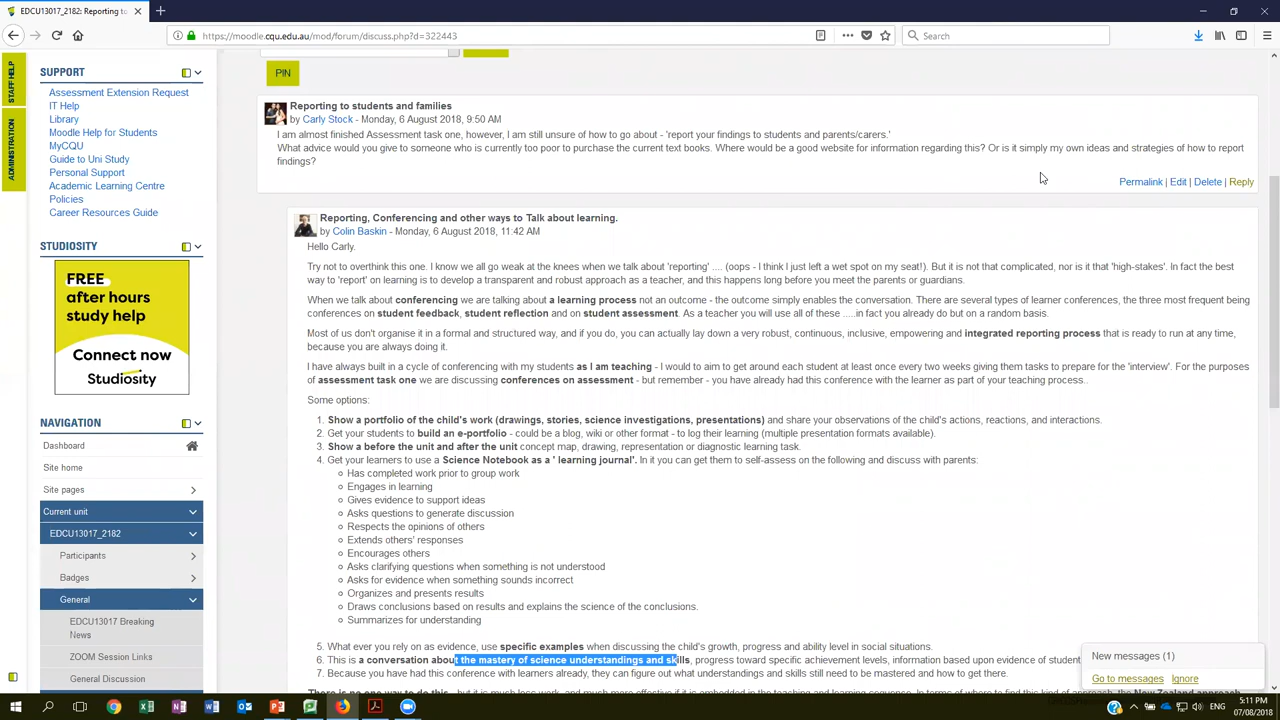 EDCU13017_2182: Reporting to
https://moodle.cqu.edu.au/mod/forum/discuss.php?d=322443
Search
STAFF HELP
ADMINISTRATION
SUPPORT
Assessment Extension Request
IT Help
Library
Moodle Help for Students
MyCQU
Guide to Uni Study
Personal Support
Academic Learning Centre
Policies
Career Resources Guide
STUDIOSITY
FREE
after hours
study help
Connect now
Studiosity
NAVIGATION
Dashboard
Site home
Site pages
Current unit
EDCU13017_2182
Participants
Badges
General
EDCU13017 Breaking
News
ZOOM Session Links
General Discussion
PIN
Reporting to students and families
by Carly Stock - Monday, 6 August 2018, 9:50 AM
I am almost finished Assessment task one, however, I am still unsure of how to go about - 'report your findings to students and parents/carers.'
What advice would you give to someone who is currently too poor to purchase the current text books. Where would be a good website for information regarding this? Or is it simply my own ideas and strategies of how to report
findings?
Permalink | Edit | Delete | Reply
Reporting, Conferencing and other ways to Talk about learning.
by Colin Baskin - Monday, 6 August 2018, 11:42 AM
Hello Carly.
Try not to overthink this one. I know we all go weak at the knees when we talk about 'reporting' .... (oops - I think I just left a wet spot on my seat!). But it is not that complicated, nor is it that 'high-stakes'. In fact the best
way to 'report' on learning is to develop a transparent and robust approach as a teacher, and this happens long before you meet the parents or guardians.
When we talk about conferencing we are talking about a learning process not an outcome - the outcome simply enables the conversation. There are several types of learner conferences, the three most frequent being
conferences on student feedback, student reflection and on student assessment. As a teacher you will use all of these .....in fact you already do but on a random basis.
Most of us don't organise it in a formal and structured way, and if you do, you can actually lay down a very robust, continuous, inclusive, empowering and integrated reporting process that is ready to run at any time,
because you are always doing it.
I have always built in a cycle of conferencing with my students as I am teaching - I would to aim to get around each student at least once every two weeks giving them tasks to prepare for the 'interview'. For the purposes
of assessment task one we are discussing conferences on assessment - but remember - you have already had this conference with the learner as part of your teaching process..
Some options:
1. Show a portfolio of the child's work (drawings, stories, science investigations, presentations) and share your observations of the child's actions, reactions, and interactions.
2. Get your students to build an e-portfolio - could be a blog, wiki or other format - to log their learning (multiple presentation formats available).
3. Show a before the unit and after the unit concept map, drawing, representation or diagnostic learning task.
4. Get your learners to use a Science Notebook as a ' learning journal'. In it you can get them to self-assess on the following and discuss with parents:
Has completed work prior to group work
Engages in learning
Gives evidence to support ideas
Asks questions to generate discussion
Respects the opinions of others
Extends others' responses
Encourages others
Asks clarifying questions when something is not understood
Asks for evidence when something sounds incorrect
Organizes and presents results
Draws conclusions based on results and explains the science of the conclusions.
Summarizes for understanding
5. What ever you rely on as evidence, use specific examples when discussing the child's growth, progress and ability level in social situations.
6. This is a conversation about the mastery of science understandings and skills, progress toward specific achievement levels, information based upon evidence of student
7. Because you have had this conference with learners already, they can figure out what understandings and skills still need to be mastered and how to get there.
New messages (1)
Go to messages Ignore
ENG
5:11 PM
07/08/2018